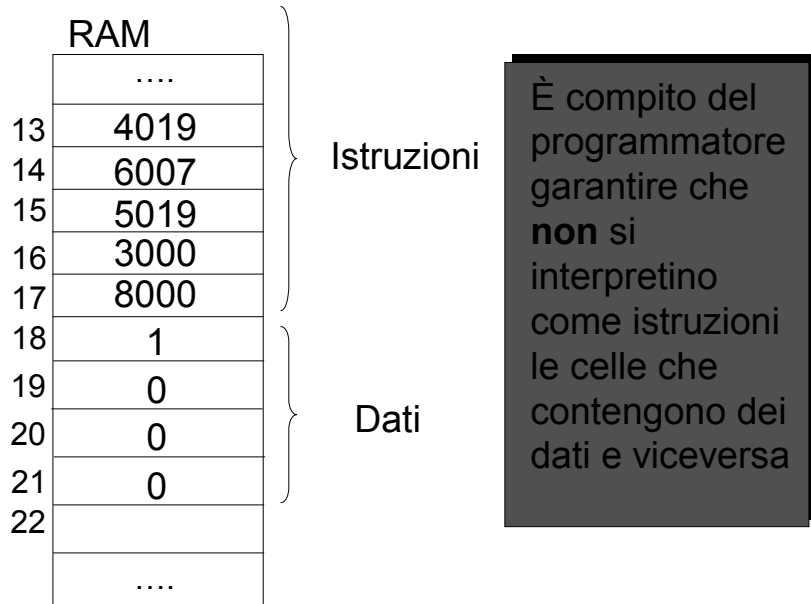 RAM
....
13 4019
14 6007
15 5019
16 3000
17 8000
18 1
19 0
20 0
21 0
22
....
Istruzioni
Dati
È compito del
programmatore
garantire che
non si
interpretino
come istruzioni
le celle che
contengono dei
dati e viceversa